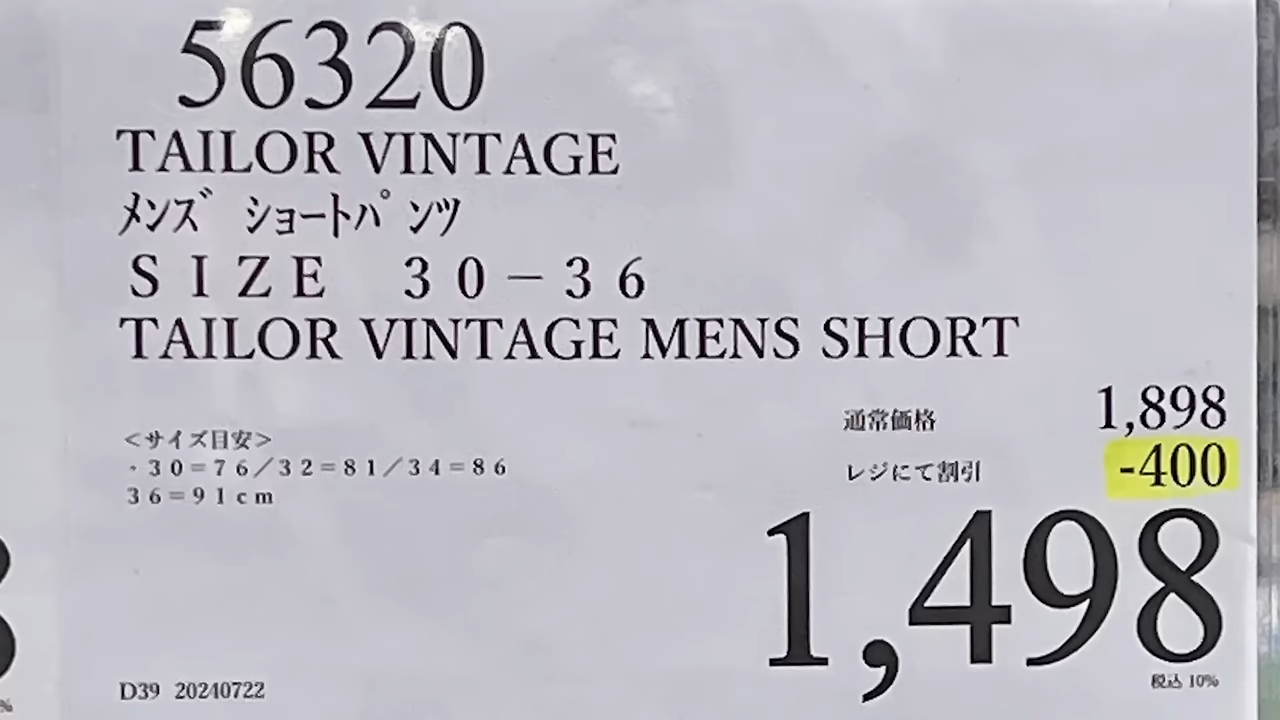 56320
TAILOR VINTAGE
メンズ ショートパンツ
ＳＩＺＥ　３０－３６
TAILOR VINTAGE MENS SHORT
通常価格 1,898
＜サイズ目安＞
・３０＝７６／３２＝８１／３４＝８６
３６＝９１ｃｍ
レジにて割引 -400
1,498
税込 10%
D39 20240722